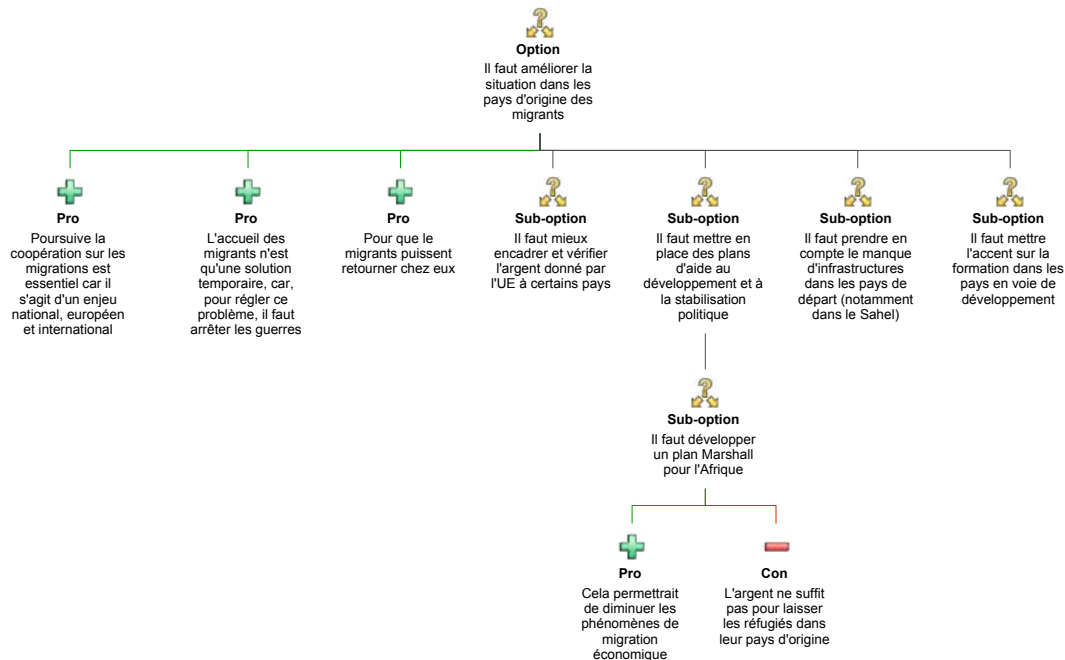 Option
Il faut améliorer la
situation dans les
pays d'origine des
migrants
Pro
Poursuive la
coopération sur les
migrations est
essentiel car il
s'agit d'un enjeu
national, européen
et international
Pro
L'accueil des
migrants n'est
qu'une solution
temporaire, car,
pour régler ce
problème, il faut
arrêter les guerres
Pro
Pour que le
migrants puissent
retourner chez eux
Sub-option
Il faut mieux
encadrer et vérifier
l'argent donné par
l'UE à certains pays
Sub-option
Il faut mettre en
place des plans
d'aide au
développement et à
la stabilisation
politique
Sub-option
Il faut prendre en
compte le manque
d'infrastructures
dans les pays de
départ (notamment
dans le Sahel)
Sub-option
Il faut mettre
l'accent sur la
formation dans les
pays en voie de
développement
Sub-option
Il faut développer
un plan Marshall
pour l'Afrique
Pro
Cela permettrait
de diminuer les
phénomènes de
migration
économique
Con
L'argent ne suffit
pas pour laisser
les réfugiés dans
leur pays d'origine